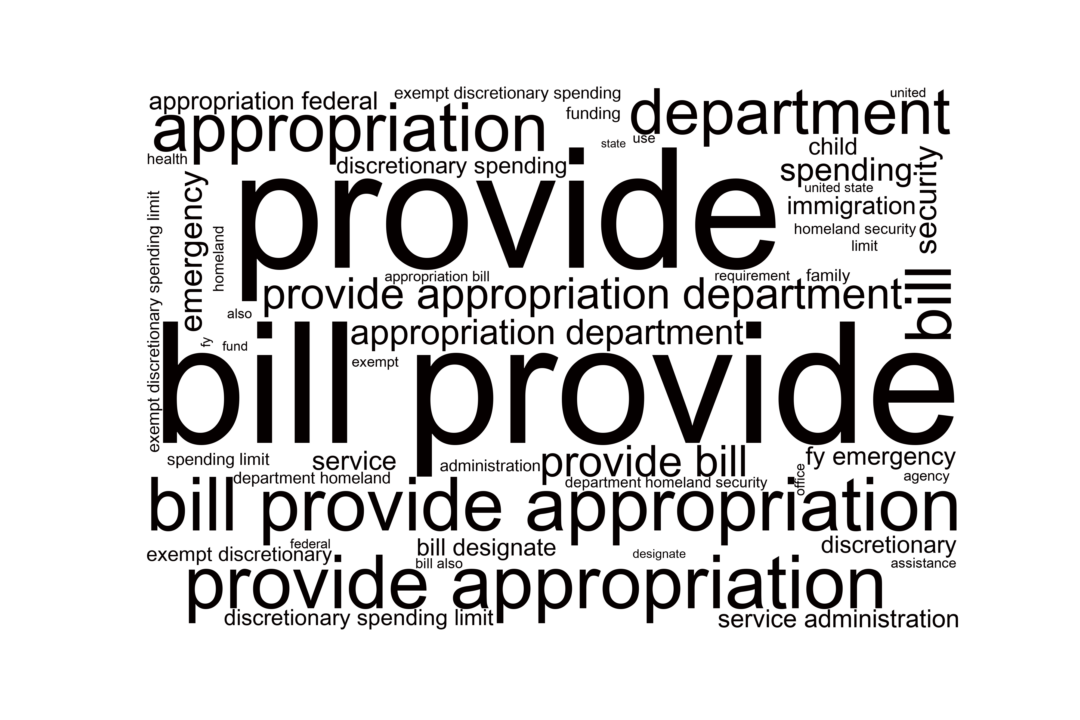 appropriation federal
exempt discretionary spending
united
appropriation
funding
department
state
use
health
discretionary spending
child
spending
security
exempt discretionary spending limit
emergency
homeland
provide
united state
immigration
homeland security
limit
appropriation bill
requirement
family
provide appropriation department
bill
also
fy
fund
appropriation department
exempt
bill provide
spending limit
service
administration
provide bill
fy emergency
department homeland
department homeland security
office
agency
bill provide appropriation
federal
exempt discretionary
bill designate
designate
discretionary
bill also
assistance
provide appropriation
discretionary spending limit
service administration